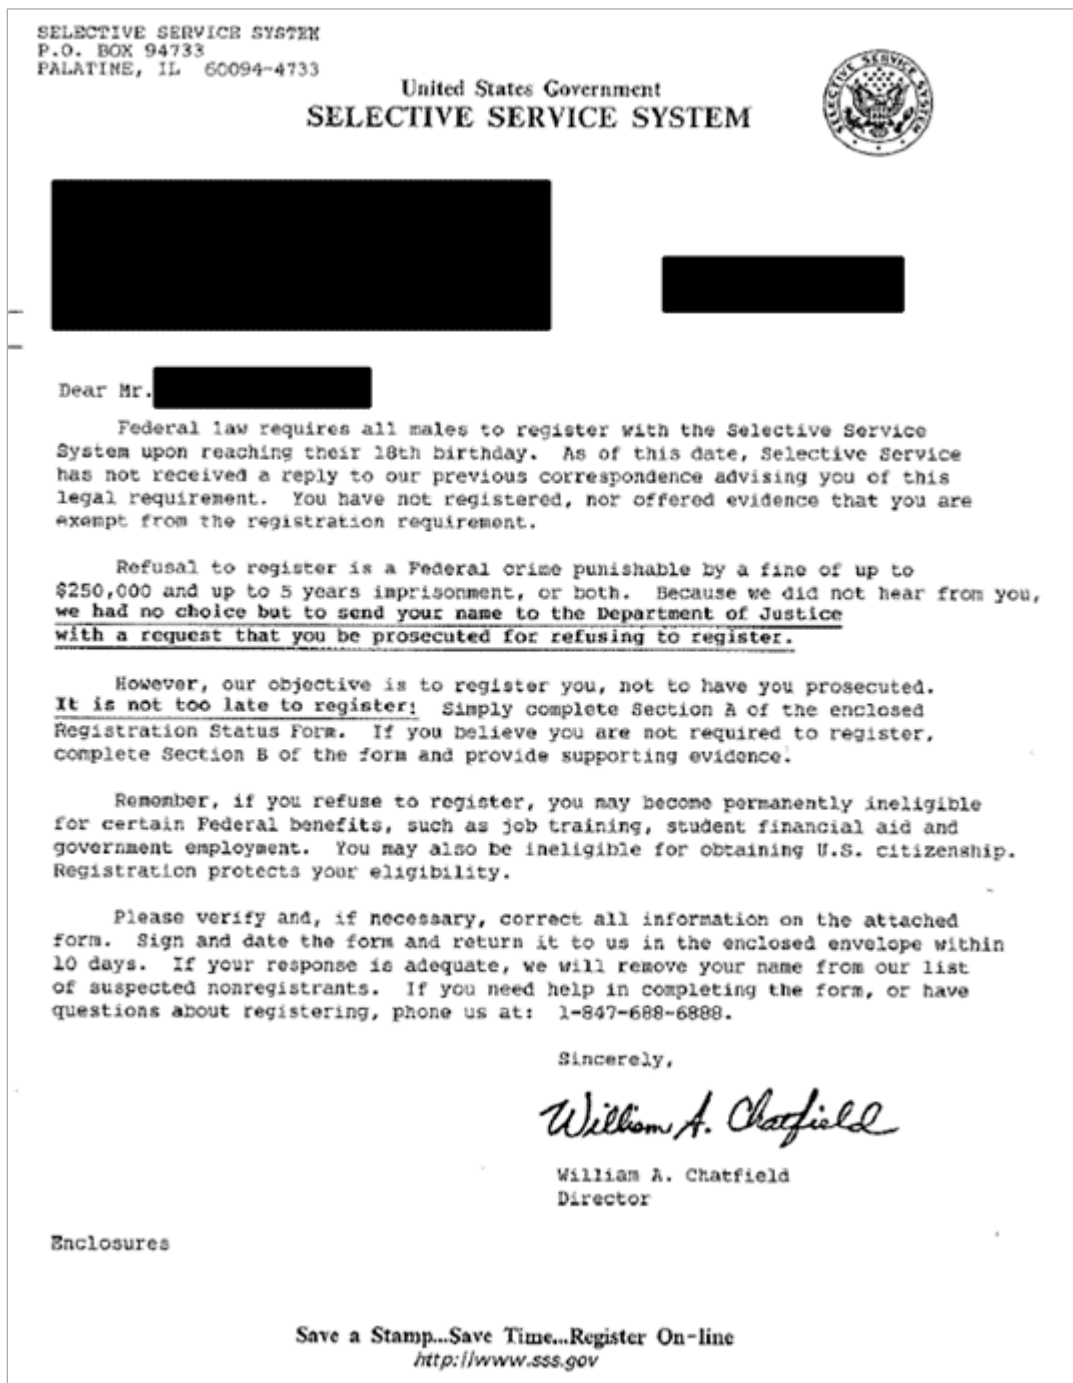 SELECTIVE SERVICE SYSTEM
P.O. BOX 94733
PALATINE, IL 60094-4733
United States Government
SELECTIVE SERVICE SYSTEM
SELECTIVE SERVICE SYSTEM
Dear Mr.
Federal law requires all males to register with the Selective Service
System upon reaching their 18th birthday. As of this date, Selective Service
has not received a reply to our previous correspondence advising you of this
legal requirement. You have not registered, nor offered evidence that you are
exempt from the registration requirement.
Refusal to register is a Federal crime punishable by a fine of up to
$250,000 and up to 5 years imprisonment, or both. Because we did not hear from you,
we had no choice but to send your name to the Department of Justice
with a request that you be prosecuted for refusing to register.
However, our objective is to register you, not to have you prosecuted.
It is not too late to register! Simply complete Section A of the enclosed
Registration Status Form. If you believe you are not required to register,
complete Section B of the form and provide supporting evidence.
Remember, if you refuse to register, you may become permanently ineligible
for certain Federal benefits, such as job training, student financial aid and
government employment. You may also be ineligible for obtaining U.S. citizenship.
Registration protects your eligibility.
Please verify and, if necessary, correct all information on the attached
form. Sign and date the form and return it to us in the enclosed envelope within
10 days. If your response is adequate, we will remove your name from our list
of suspected nonregistrants. If you need help in completing the form, or have
questions about registering, phone us at: 1-847-688-6888.
Sincerely,
William A. Chatfield
William A. Chatfield
Director
Enclosures
Save a Stamp...Save Time...Register On-line
http://www.sss.gov